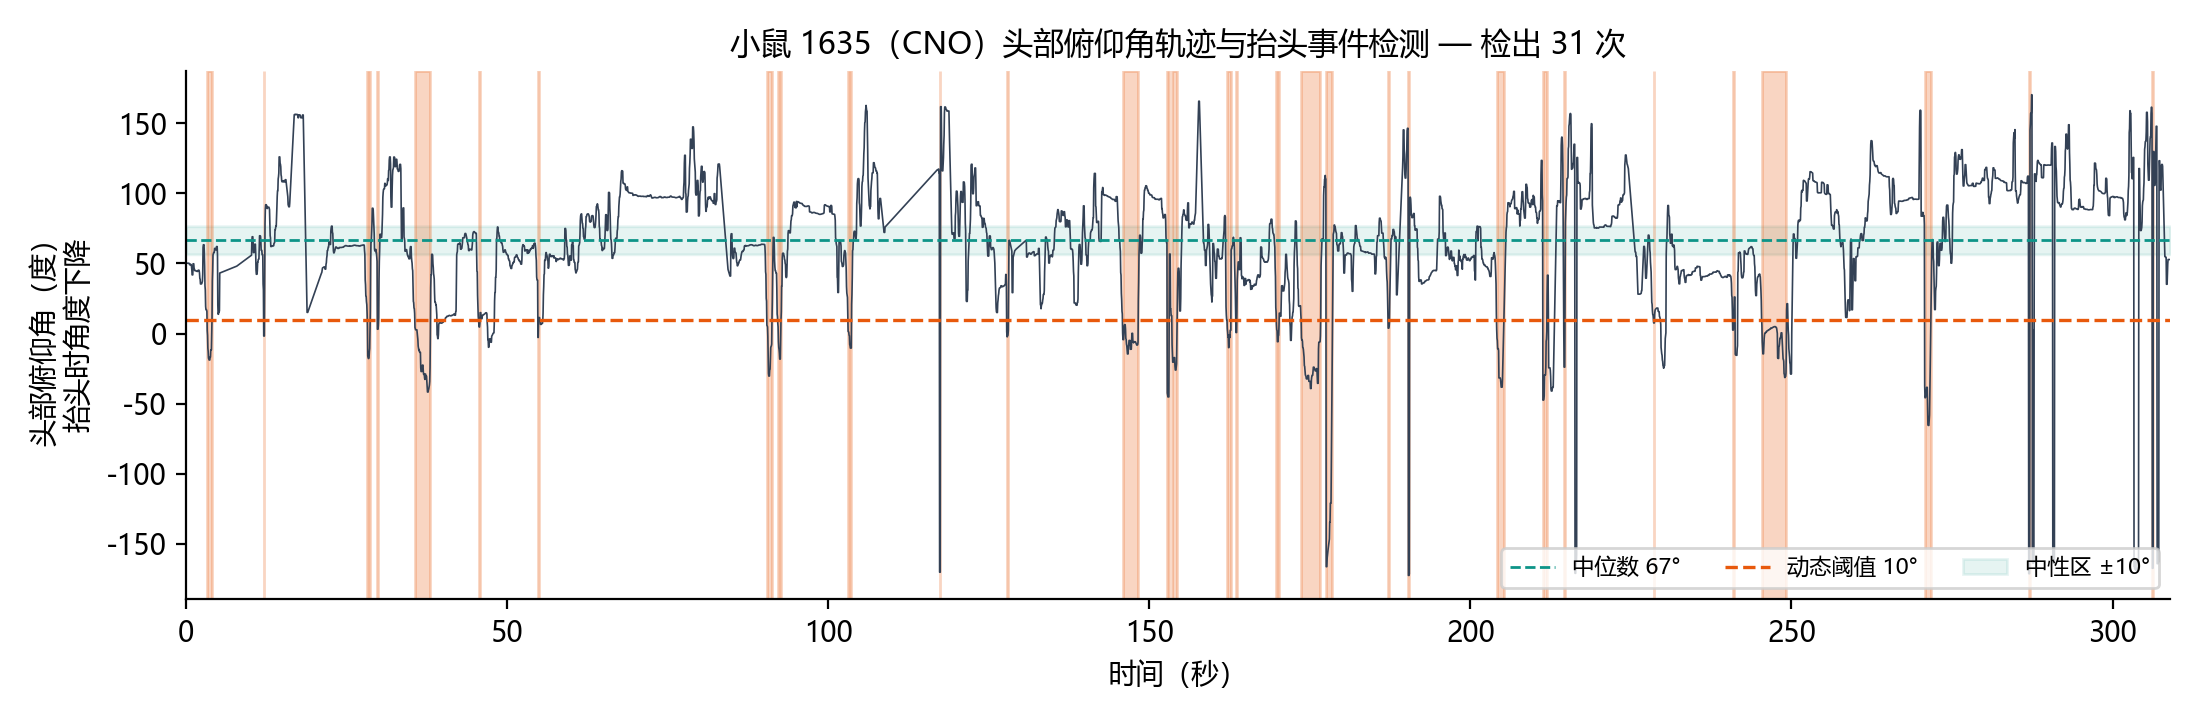 小鼠 1635（CNO）头部俯仰角轨迹与抬头事件检测 — 检出 31 次
头部俯仰角（度）
抬头时角度下降
150
100
50
0
-50
-100
-150
中位数 67°
动态阈值 10°
中性区 ±10°
0
50
100
150
200
250
300
时间（秒）